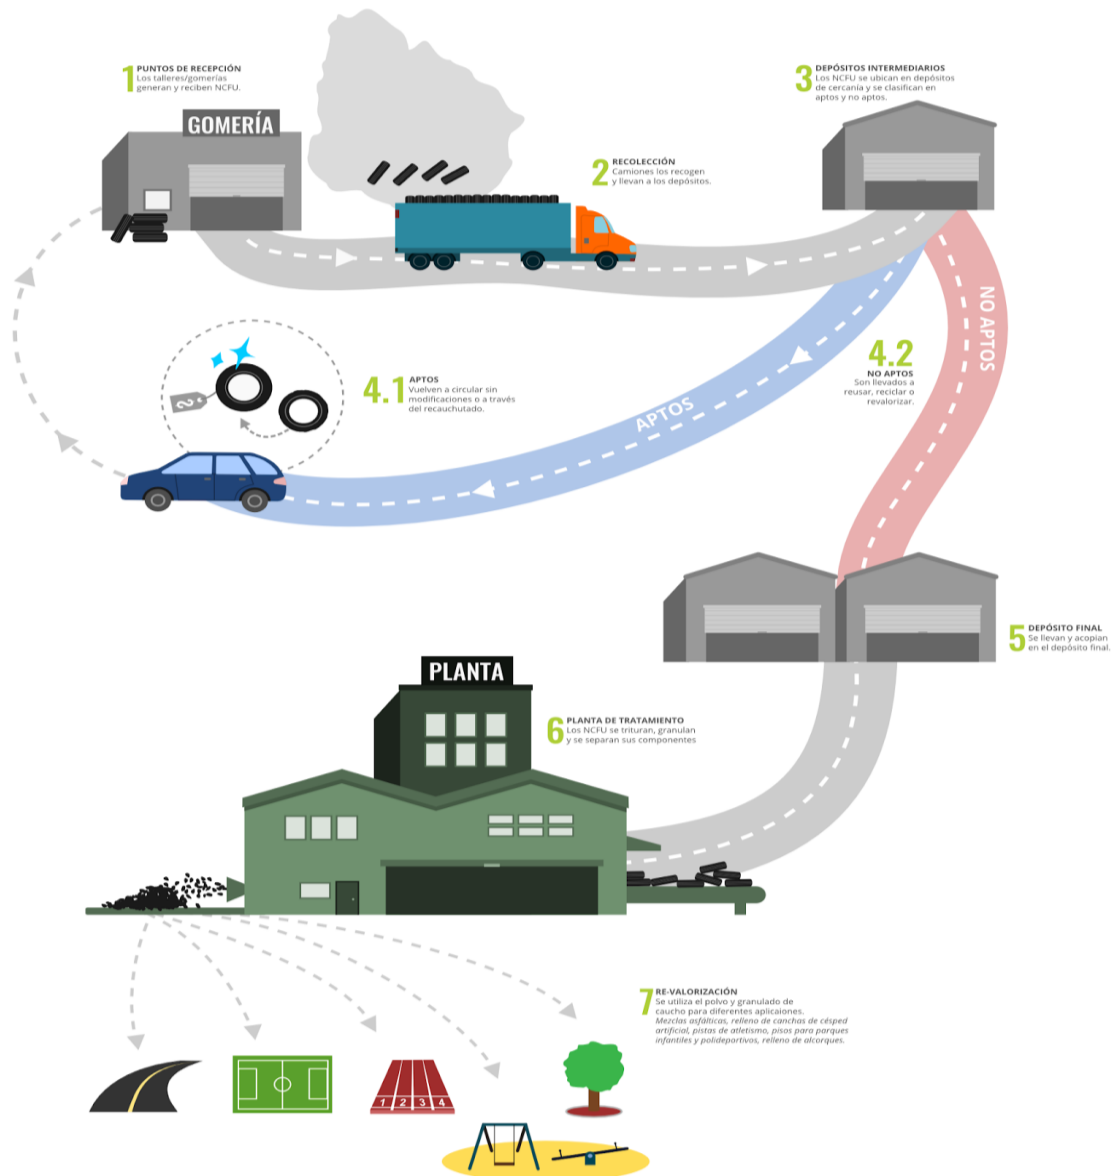 1 PUNTOS DE RECEPCIÓN
Los talleres/gomerías
generan y reciben NCFU.
GOMERÍA
2 RECOLECCIÓN
Camiones los recogen
y llevan a los depósitos.
3 DEPÓSITOS INTERMEDIARIOS
Los NCFU se ubican en depósitos
de cercanía y se clasifican en
aptos y no aptos.
NO APTOS
APTOS
4.1 APTOS
Vuelven a circular sin
modificaciones o a través
del recauchutado.
2
4.2
NO APTOS
Son llevados a
reusar, reciclar o
revalorizar.
5 DEPÓSITO FINAL
Se llevan y acopian
en el depósito final.
PLANTA
6 PLANTA DE TRATAMIENTO
Los NCFU se trituran, granulan
y se separan sus componentes
7 RE-VALORIZACIÓN
Se utiliza el polvo y granulado de
caucho para diferentes aplicaiones.
Mezclas asfálticas, relleno de canchas de césped
artificial, pistas de atletismo, pisos para parques
infantiles y polideportivos, relleno de alcorques.
1 2 3 4